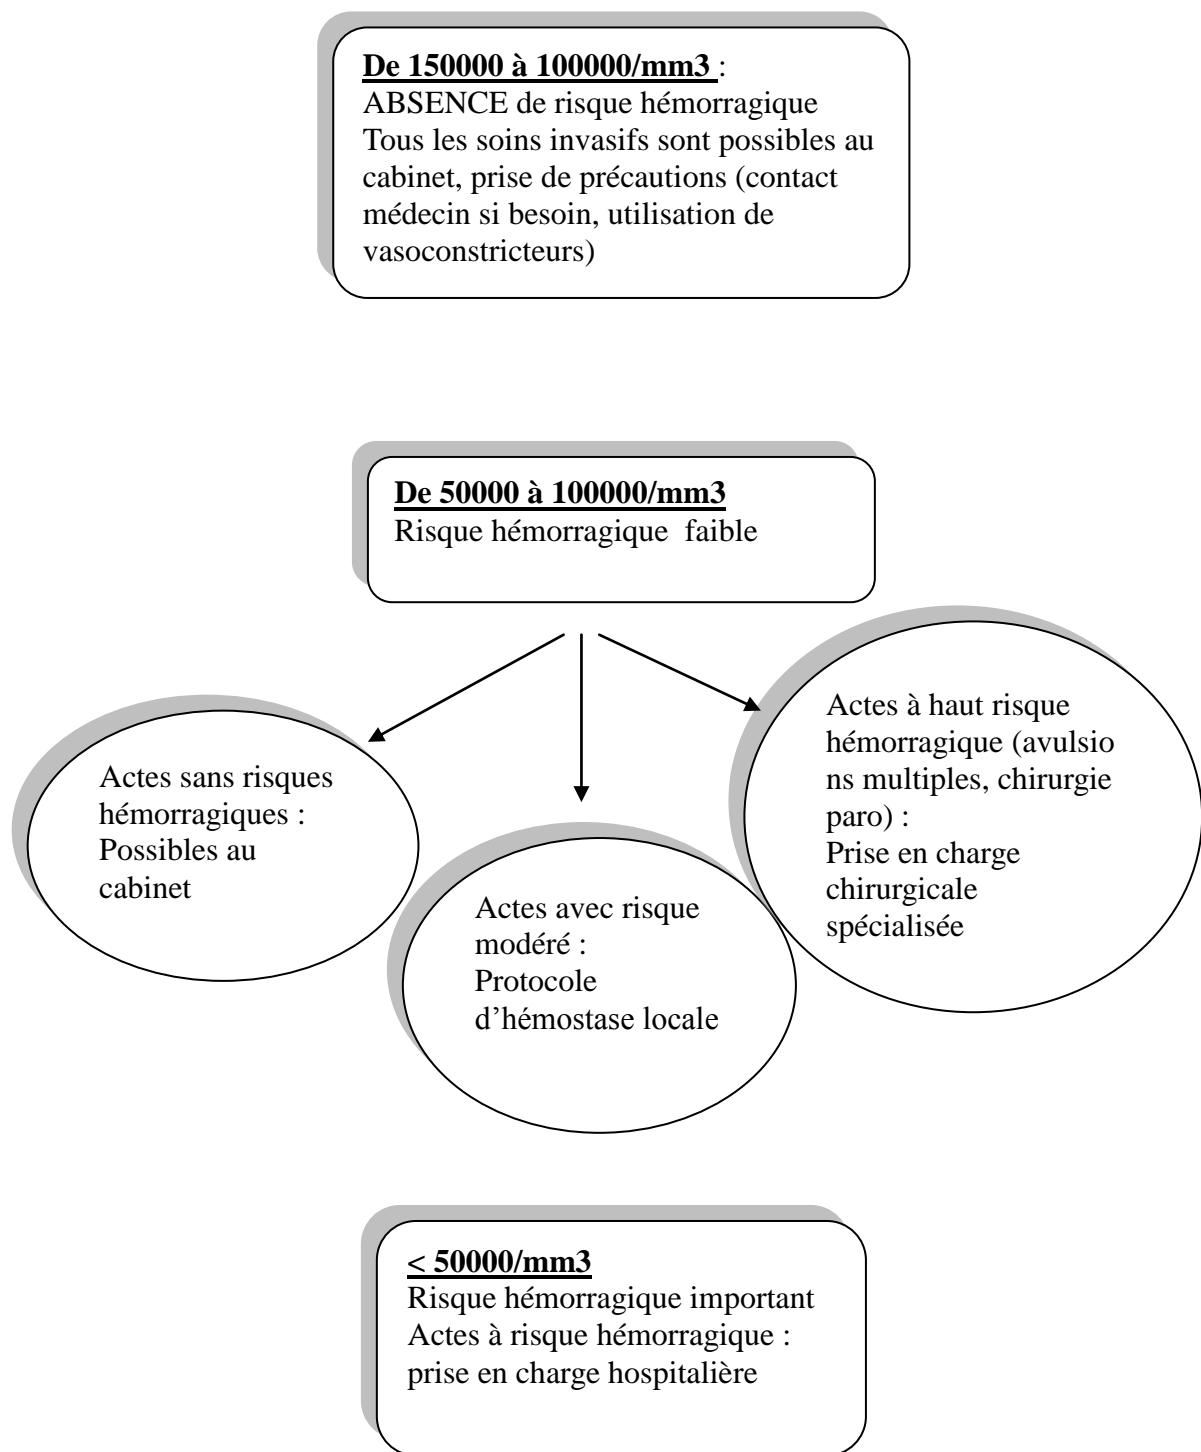 De 150000 à 100000/mm3 :
ABSENCE de risque hémorragique
Tous les soins invasifs sont possibles au
cabinet, prise de précautions (contact
médecin si besoin, utilisation de
vasoconstricteurs)
De 50000 à 100000/mm3
Risque hémorragique  faible
Actes sans risques
hémorragiques :
Possibles au
cabinet
Actes avec risque
modéré :
Protocole
d’hémostase locale
Actes à haut risque
hémorragique (avulsio
ns multiples, chirurgie
paro) :
Prise en charge
chirurgicale
spécialisée
< 50000/mm3
Risque hémorragique important
Actes à risque hémorragique :
prise en charge hospitalière